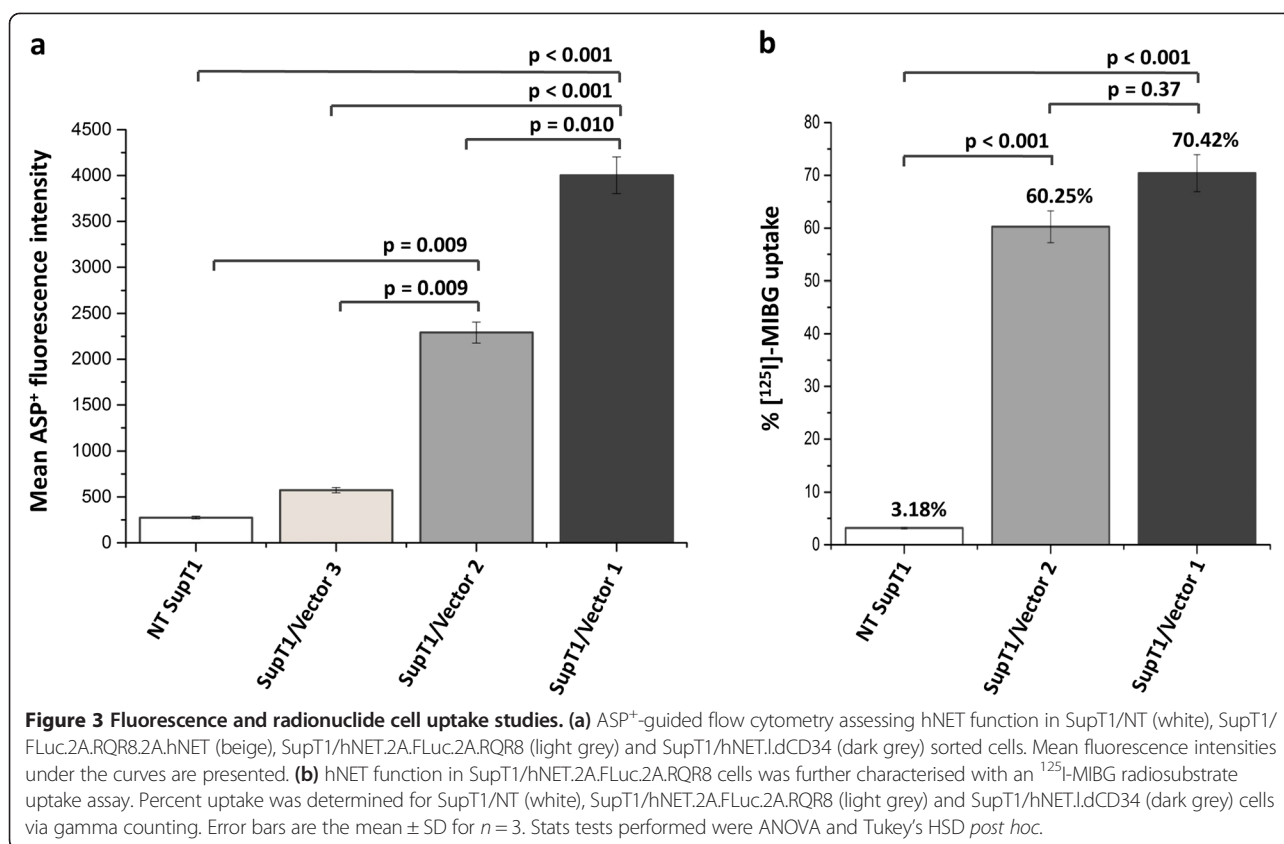 a
p < 0.001
p < 0.001
p = 0.010
p = 0.009
p = 0.009
Mean ASP⁺ fluorescence intensity
4500
4000
3500
3000
2500
2000
1500
1000
500
0
NT SupT1
SupT1/Vector 3
SupT1/Vector 2
SupT1/Vector 1
b
p < 0.001
p = 0.37
p < 0.001
70.42%
60.25%
3.18%
% [¹²⁵I]-MIBG uptake
80
70
60
50
40
30
20
10
0
NT SupT1
SupT1/Vector 2
SupT1/Vector 1
Figure 3 Fluorescence and radionuclide cell uptake studies. (a) ASP⁺-guided flow cytometry assessing hNET function in SupT1/NT (white), SupT1/
FLuc.2A.RQR8.2A.hNET (beige), SupT1/hNET.2A.FLuc.2A.RQR8 (light grey) and SupT1/hNET.I.dCD34 (dark grey) sorted cells. Mean fluorescence intensities
under the curves are presented. (b) hNET function in SupT1/hNET.2A.FLuc.2A.RQR8 cells was further characterised with an ¹²⁵I-MIBG radiosubstrate
uptake assay. Percent uptake was determined for SupT1/NT (white), SupT1/hNET.2A.FLuc.2A.RQR8 (light grey) and SupT1/hNET.I.dCD34 (dark grey) cells
via gamma counting. Error bars are the mean ± SD for n = 3. Stats tests performed were ANOVA and Tukey's HSD post hoc.